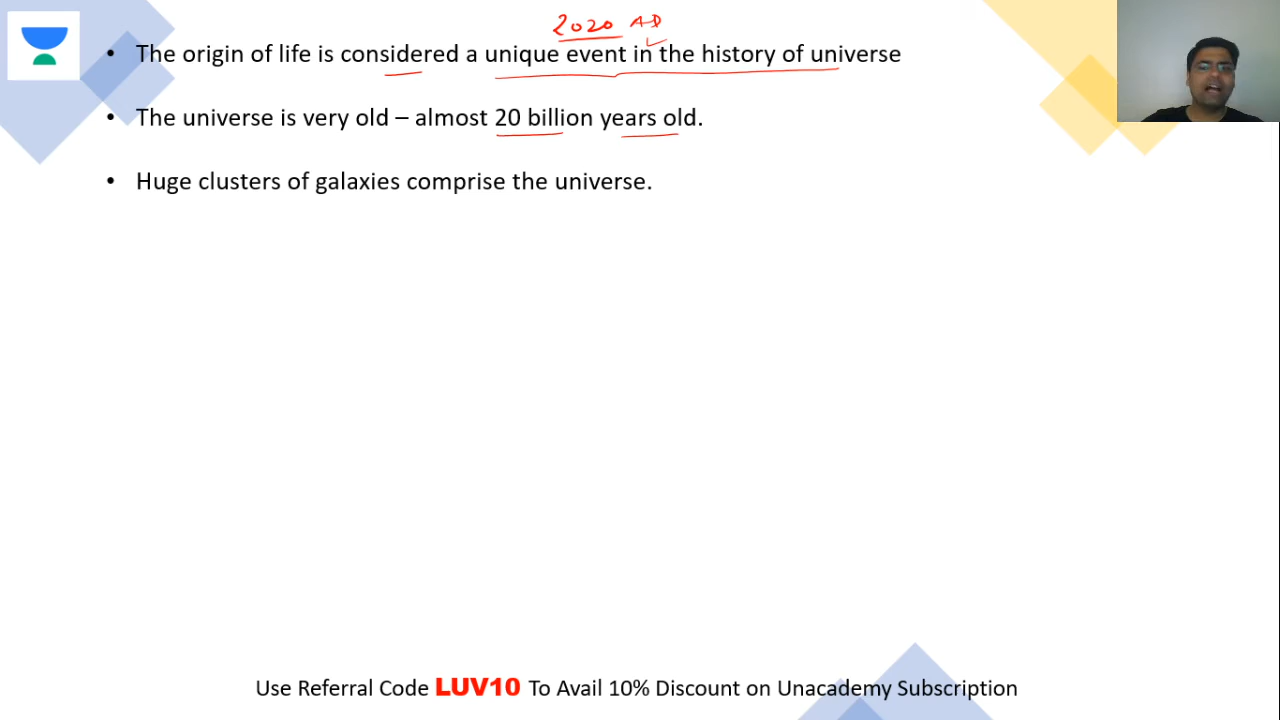 2020 AD
• The origin of life is considered a unique event in the history of universe
• The universe is very old – almost 20 billion years old.
• Huge clusters of galaxies comprise the universe.
Use Referral Code LUV10 To Avail 10% Discount on Unacademy Subscription